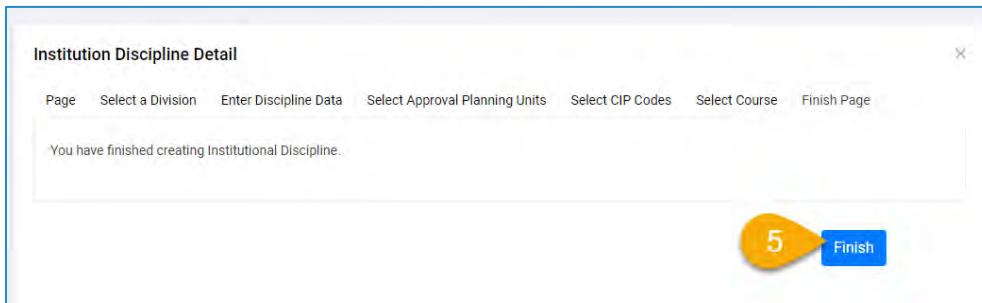 Institution Discipline Detail
Page Select a Division Enter Discipline Data Select Approval Planning Units Select CIP Codes Select Course Finish Page
You have finished creating Institutional Discipline.
5 Finish